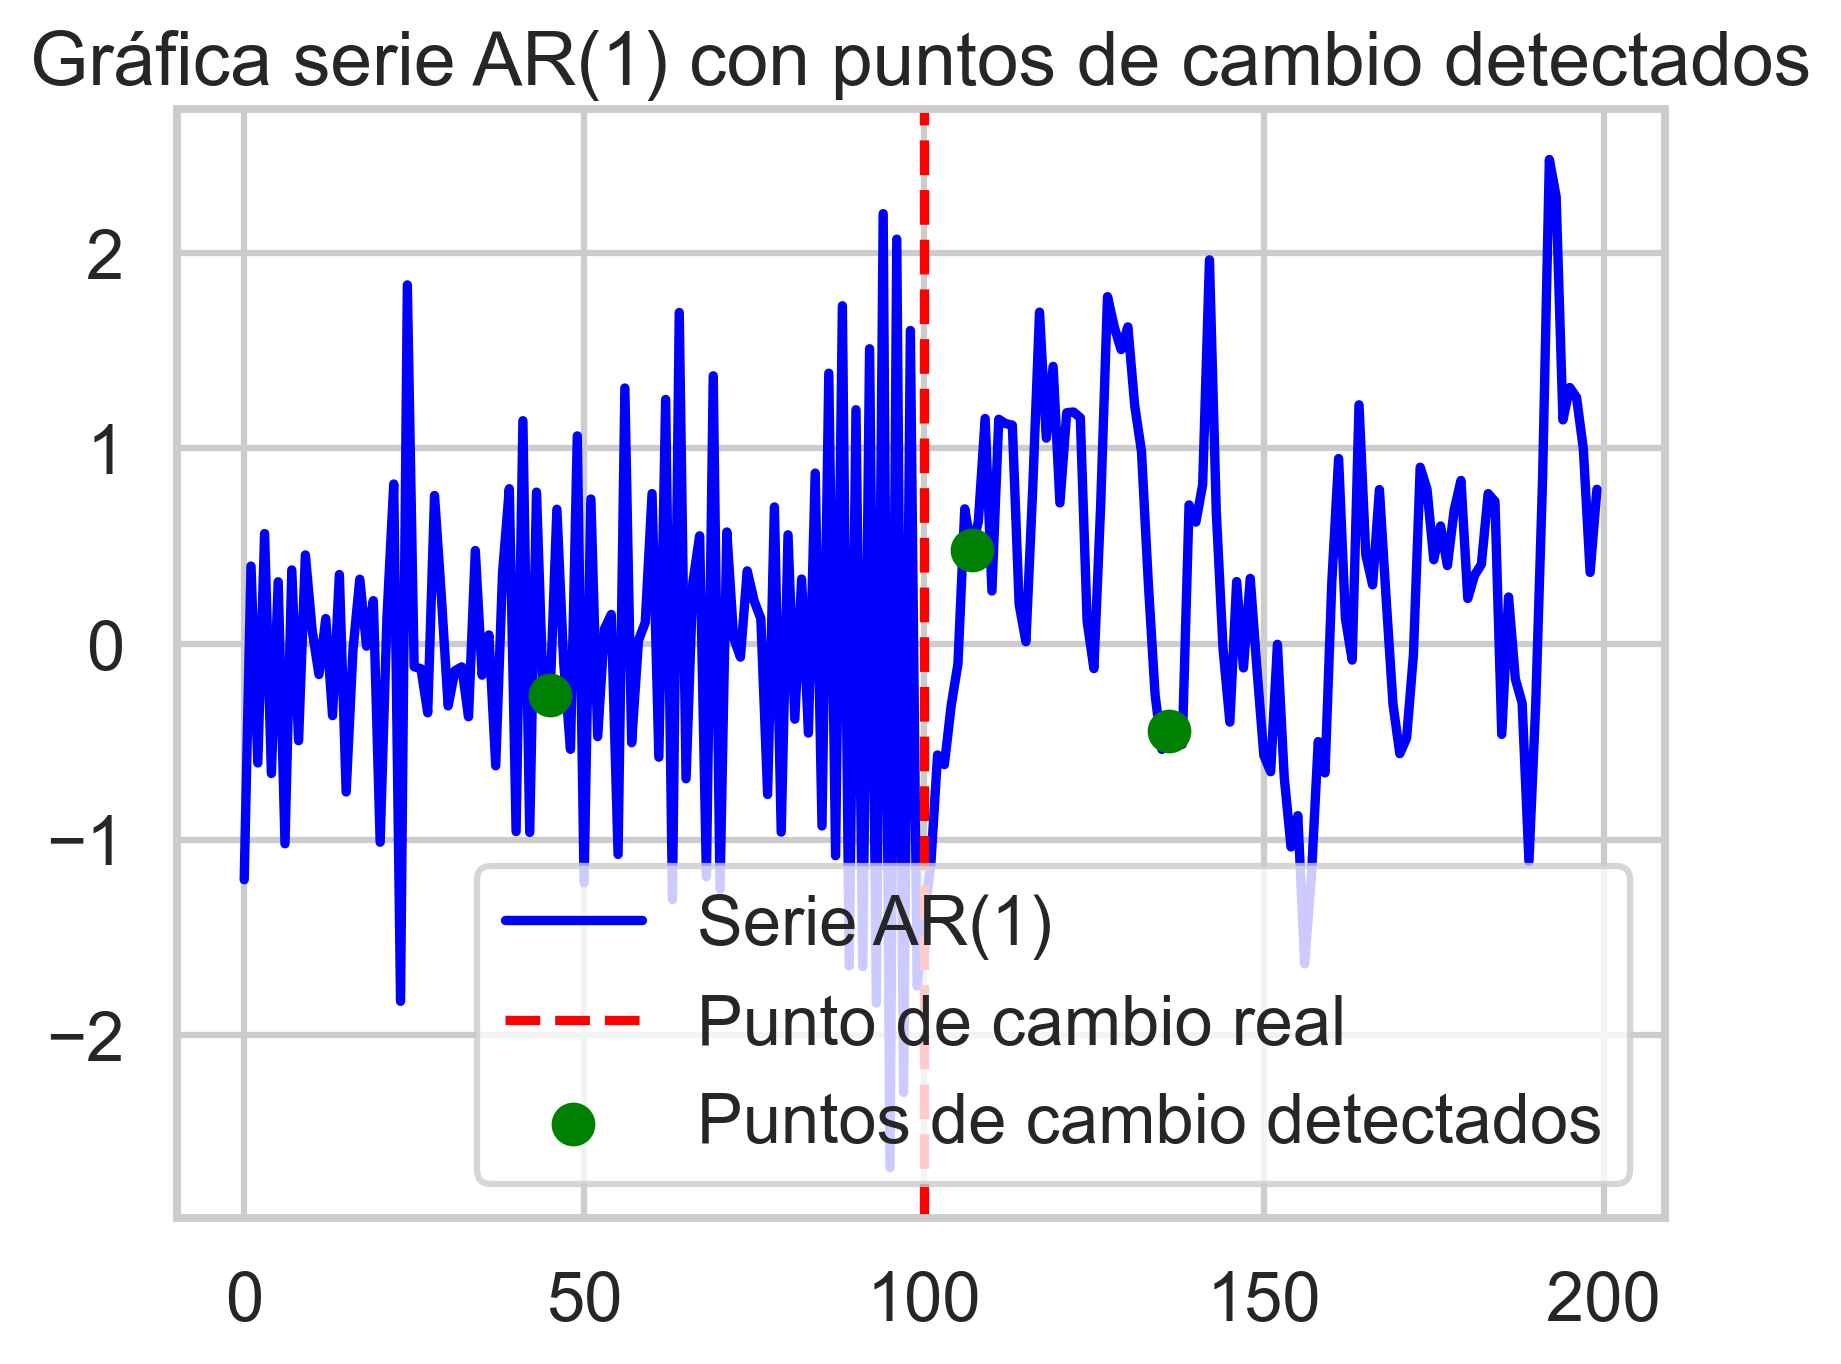 Gráfica serie AR(1) con puntos de cambio detectados
2
1
0
−1
−2
Serie AR(1)
Punto de cambio real
Puntos de cambio detectados
0 50 100 150 200